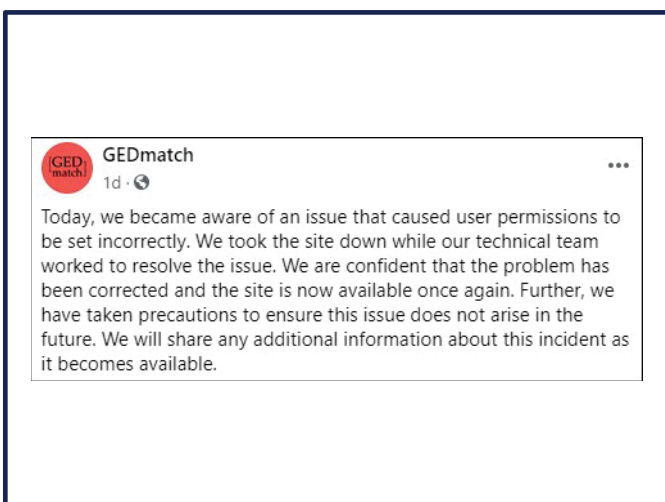 GED
match
GEDmatch
1d ·
Today, we became aware of an issue that caused user permissions to
be set incorrectly. We took the site down while our technical team
worked to resolve the issue. We are confident that the problem has
been corrected and the site is now available once again. Further, we
have taken precautions to ensure this issue does not arise in the
future. We will share any additional information about this incident as
it becomes available.